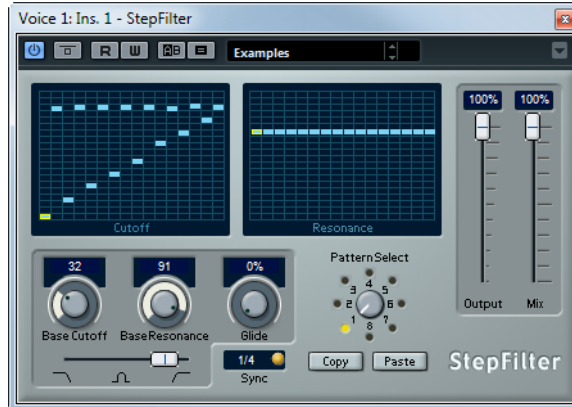 Voice 1: Ins. 1 - StepFilter
R W AB Examples
100% 100%
Cutoff
Resonance
32 91 0%
Base Cutoff Base Resonance Glide
Pattern Select
3 4 5
2 6
1 8 7
Output Mix
1/4
Sync
Copy Paste
StepFilter